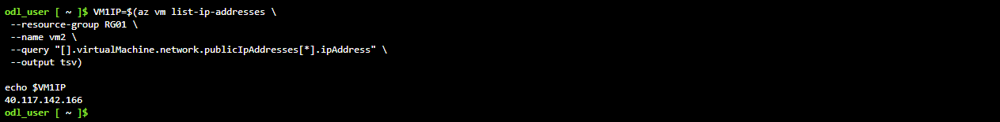 odl_user [ ~ ]$ VM1IP=$(az vm list-ip-addresses \
 --resource-group RG01 \
 --name vm2 \
 --query "[].virtualMachine.network.publicIpAddresses[*].ipAddress" \
 --output tsv)

echo $VM1IP
40.117.142.166
odl_user [ ~ ]$